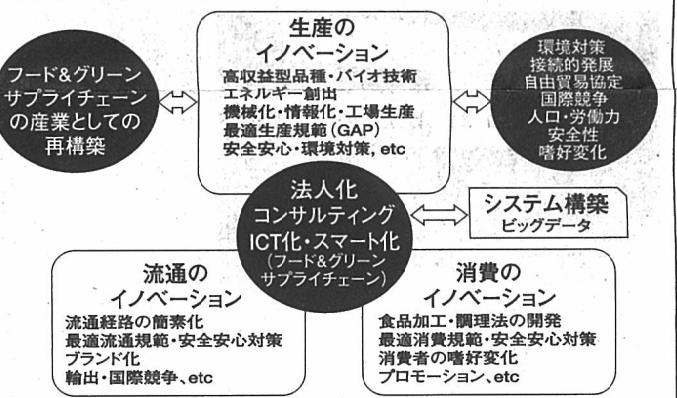 フード&グリーン
サプライチェーン
の産業としての
再構築
生産の
イノベーション
高収益型品種・バイオ技術
エネルギー創出
機械化・情報化・工場生産
最適生産規範(GAP)
安全安心・環境対策, etc
環境対策
接続的発展
自由貿易協定
国際競争
人口・労働力
安全性
嗜好変化
法人化
コンサルティング
ICT化・スマート化
(フード&グリーン
サプライチェーン)
システム構築
ビッグデータ
流通の
イノベーション
流通経路の簡素化
最適流通規範・安全安心対策
ブランド化
輸出・国際競争、etc
消費の
イノベーション
食品加工・調理法の開発
最適消費規範・安全安心対策
消費者の嗜好変化
プロモーション、etc